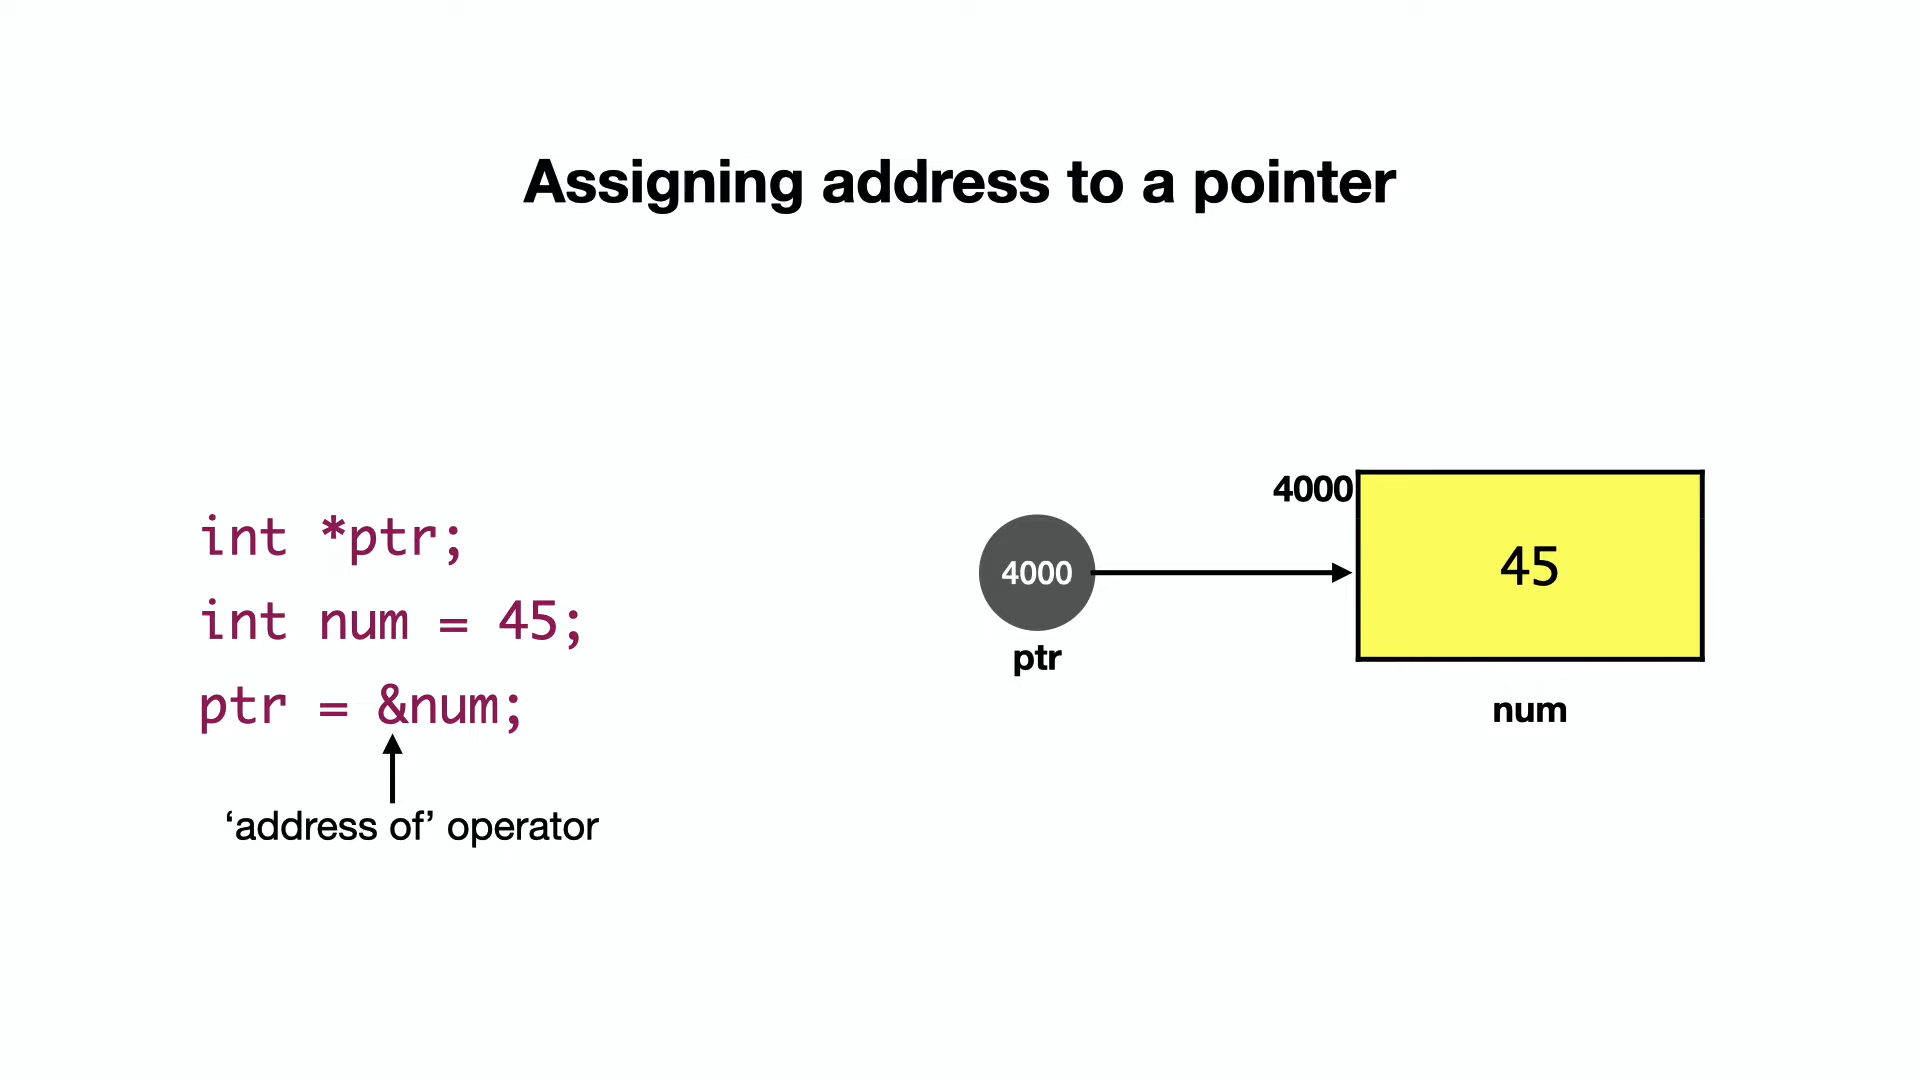 Assigning address to a pointer
int *ptr;
int num = 45;
ptr = &num;
‘address of’ operator
4000
4000
ptr
45
num